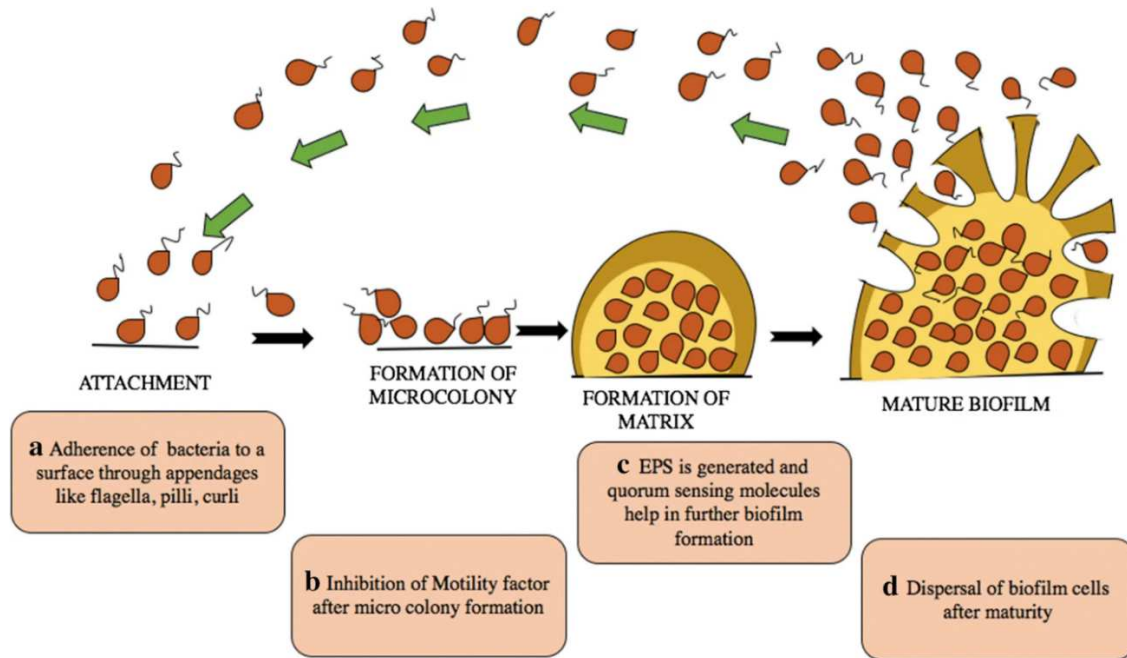 ATTACHMENT
FORMATION OF
MICROCOLONY
FORMATION OF
MATRIX
MATURE BIOFILM
a Adherence of bacteria to a
surface through appendages
like flagella, pilli, curli
b Inhibition of Motility factor
after micro colony formation
c EPS is generated and
quorum sensing molecules
help in further biofilm
formation
d Dispersal of biofilm cells
after maturity